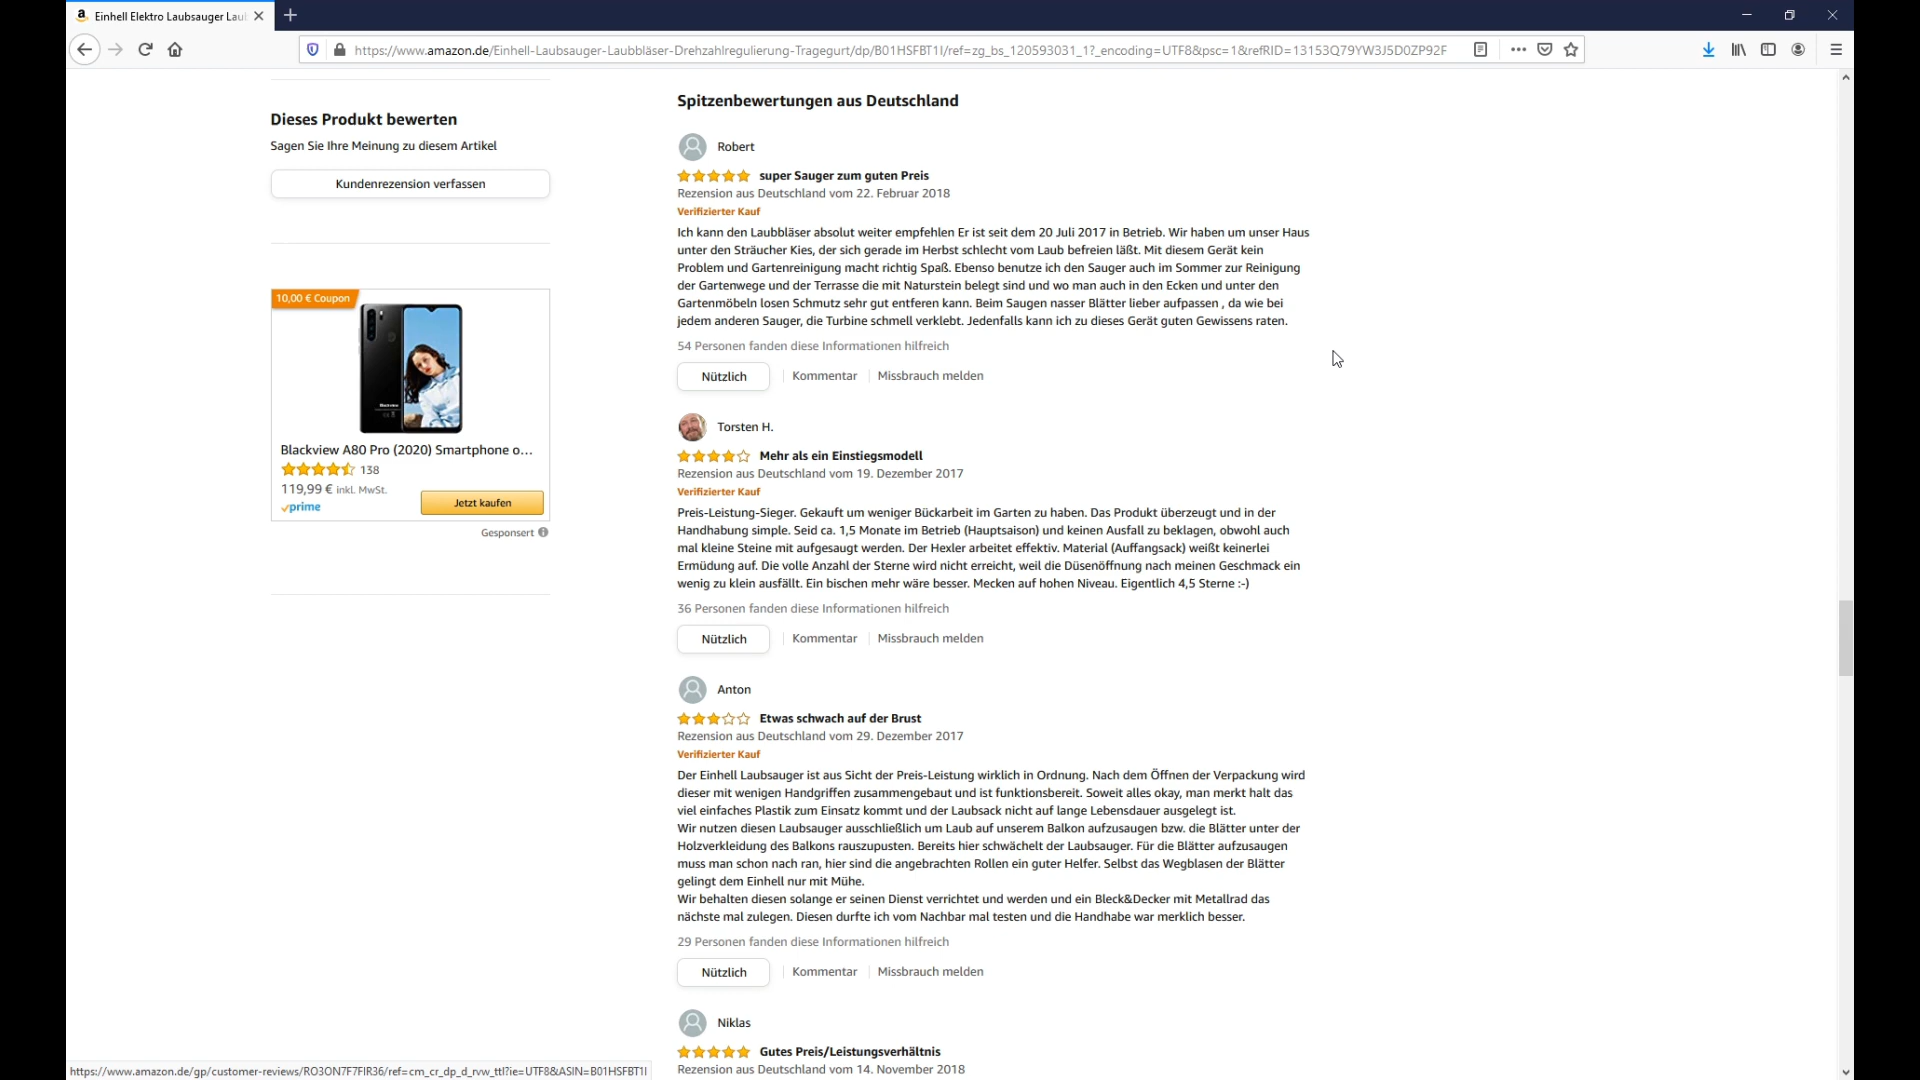 Einhell Elektro Laubsauger Lau
https://www.amazon.de/Einhell-Laubsauger-Laubbläser-Drehzahlregulierung-Tragegurt/dp/B01HSFBT1I/ref=zg_bs_120593031_1?_encoding=UTF8&psc=1&refRID=13153Q79YW3J5D0ZP92F
Dieses Produkt bewerten
Sagen Sie Ihre Meinung zu diesem Artikel
Kundenrezension verfassen
10,00 € Coupon
Blackview A80 Pro (2020) Smartphone o...
138
119,99 € inkl. MwSt.
prime
Jetzt kaufen
Gesponsert
Spitzenbewertungen aus Deutschland
Robert
super Sauger zum guten Preis
Rezension aus Deutschland vom 22. Februar 2018
Verifizierter Kauf
Ich kann den Laubbläser absolut weiter empfehlen Er ist seit dem 20 Juli 2017 in Betrieb. Wir haben um unser Haus
unter den Sträucher Kies, der sich gerade im Herbst schlecht vom Laub befreien läßt. Mit diesem Gerät kein
Problem und Gartenreinigung macht richtig Spaß. Ebenso benutze ich den Sauger auch im Sommer zur Reinigung
der Gartenwege und der Terrasse die mit Naturstein belegt sind und wo man auch in den Ecken und unter den
Gartenmöbeln losen Schmutz sehr gut entferen kann. Beim Saugen nasser Blätter lieber aufpassen , da wie bei
jedem anderen Sauger, die Turbine schmell verklebt. Jedenfalls kann ich zu dieses Gerät guten Gewissens raten.
54 Personen fanden diese Informationen hilfreich
Nützlich
Kommentar
Missbrauch melden
Torsten H.
Mehr als ein Einstiegsmodell
Rezension aus Deutschland vom 19. Dezember 2017
Verifizierter Kauf
Preis-Leistung-Sieger. Gekauft um weniger Bückarbeit im Garten zu haben. Das Produkt überzeugt und in der
Handhabung simple. Seid ca. 1,5 Monate im Betrieb (Hauptsaison) und keinen Ausfall zu beklagen, obwohl auch
mal kleine Steine mit aufgesaugt werden. Der Hexler arbeitet effektiv. Material (Auffangsack) weißt keinerlei
Ermüdung auf. Die volle Anzahl der Sterne wird nicht erreicht, weil die Düsenöffnung nach meinen Geschmack ein
wenig zu klein ausfällt. Ein bischen mehr wäre besser. Mecken auf hohen Niveau. Eigentlich 4,5 Sterne :-)
36 Personen fanden diese Informationen hilfreich
Nützlich
Kommentar
Missbrauch melden
Anton
Etwas schwach auf der Brust
Rezension aus Deutschland vom 29. Dezember 2017
Verifizierter Kauf
Der Einhell Laubsauger ist aus Sicht der Preis-Leistung wirklich in Ordnung. Nach dem Öffnen der Verpackung wird
dieser mit wenigen Handgriffen zusammengebaut und ist funktionsbereit. Soweit alles okay, man merkt halt das
viel einfaches Plastik zum Einsatz kommt und der Laubsack nicht auf lange Lebensdauer ausgelegt ist.
Wir nutzen diesen Laubsauger ausschließlich um Laub auf unserem Balkon aufzusaugen bzw. die Blätter unter der
Holzverkleidung des Balkons rauszupusten. Bereits hier schwächelt der Laubsauger. Für die Blätter aufzusaugen
muss man schon nach ran, hier sind die angebrachten Rollen ein guter Helfer. Selbst das Wegblasen der Blätter
gelingt dem Einhell nur mit Mühe.
Wir behalten diesen solange er seinen Dienst verrichtet und werden und ein Bleck&Decker mit Metallrad das
nächste mal zulegen. Diesen durfte ich vom Nachbar mal testen und die Handhabe war merklich besser.
29 Personen fanden diese Informationen hilfreich
Nützlich
Kommentar
Missbrauch melden
Niklas
Gutes Preis/Leistungsverhältnis
Rezension aus Deutschland vom 14. November 2018
https://www.amazon.de/gp/customer-reviews/RO3ON7F7FIR36/ref=cm_cr_dp_d_rvw_ttl?ie=UTF8&ASIN=B01HSFBT1I